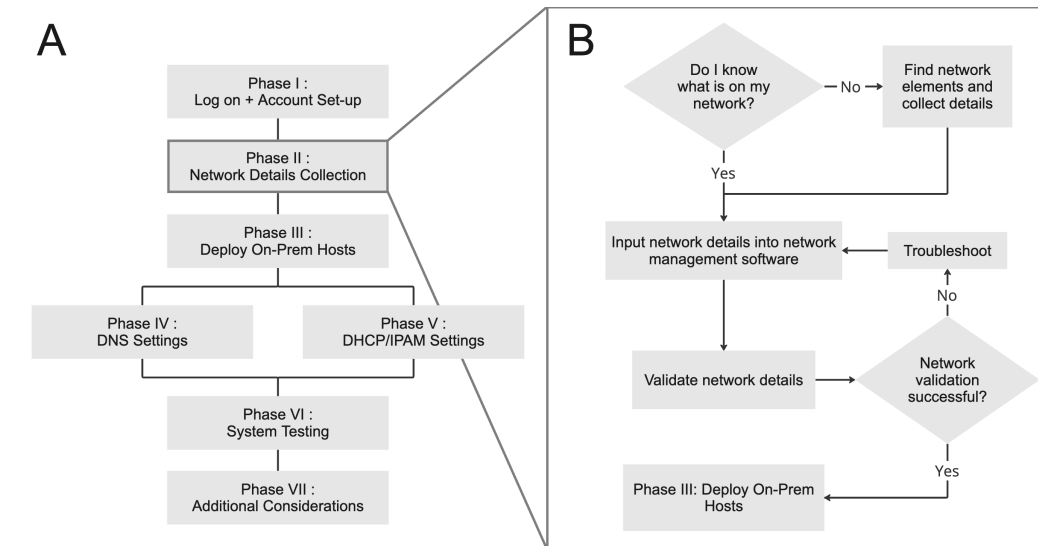 A
Phase I :
Log on + Account Set-up
Phase II :
Network Details Collection
Phase III :
Deploy On-Prem Hosts
Phase IV :
DNS Settings
Phase V :
DHCP/IPAM Settings
Phase VI :
System Testing
Phase VII :
Additional Considerations
B
Do I know
what is on my
network?
No
Find network
elements and
collect details
Yes
Input network details into network
management software
Troubleshoot
No
Validate network details
Network
validation
successful?
Yes
Phase III: Deploy On-Prem
Hosts